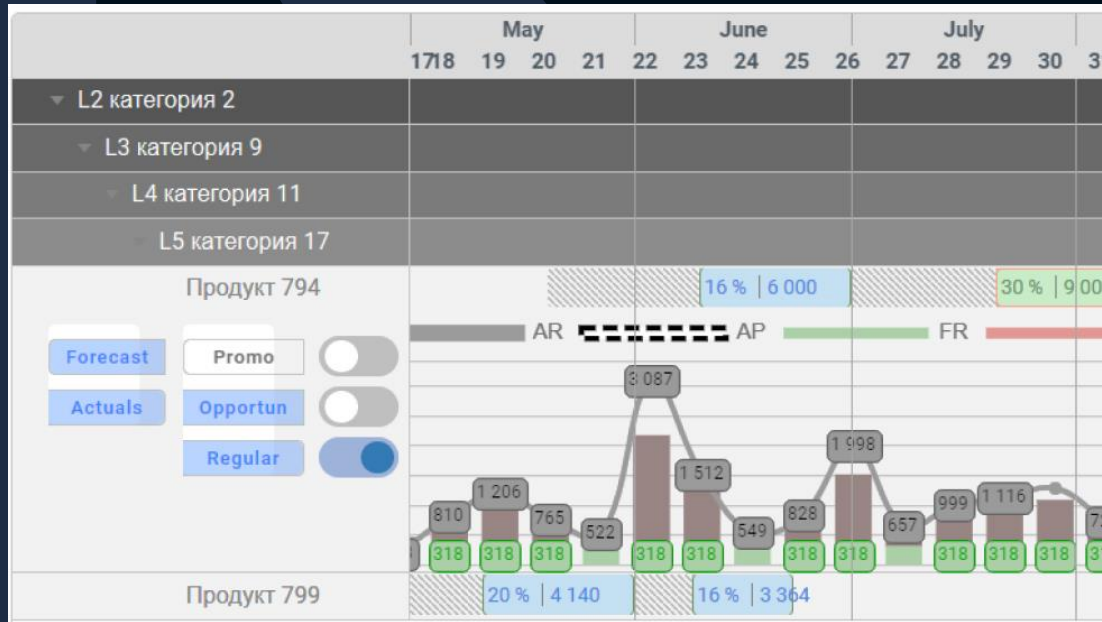 May June July
17 18 19 20 21 22 23 24 25 26 27 28 29 30
L2 категория 2
L3 категория 9
L4 категория 11
L5 категория 17
Продукт 794 16 % | 6 000 30 % | 9 00
AR AP FR
Forecast Promo
Actuals Opportun
Regular
3 087
1 998
1 512
1 206 1 116
810 765 828 999
522 549 657
318 318 318 318 318 318 318 318 318 318
Продукт 799 20 % | 4 140 16 % | 3 364